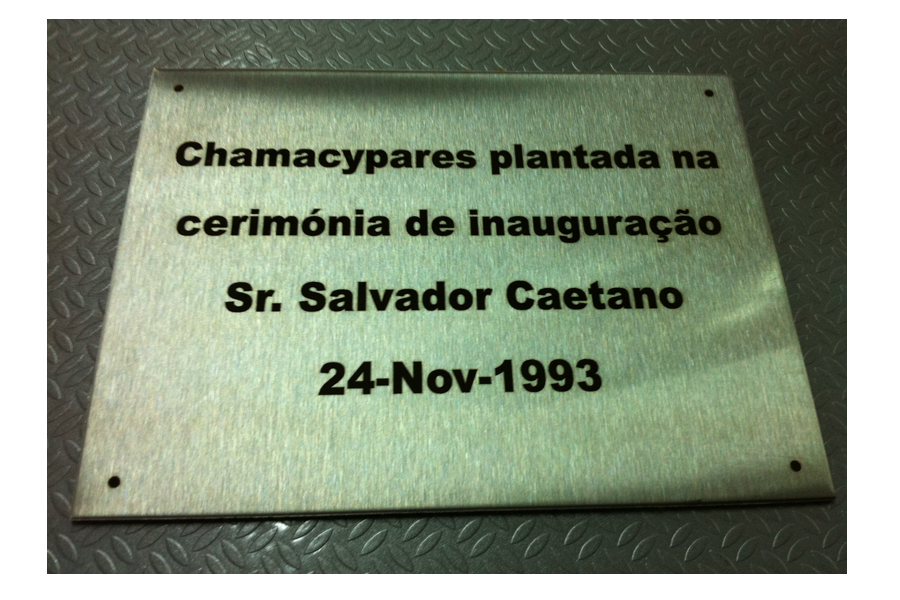 Chamacypares plantada na
cerimónia de inauguração
Sr. Salvador Caetano
24-Nov-1993